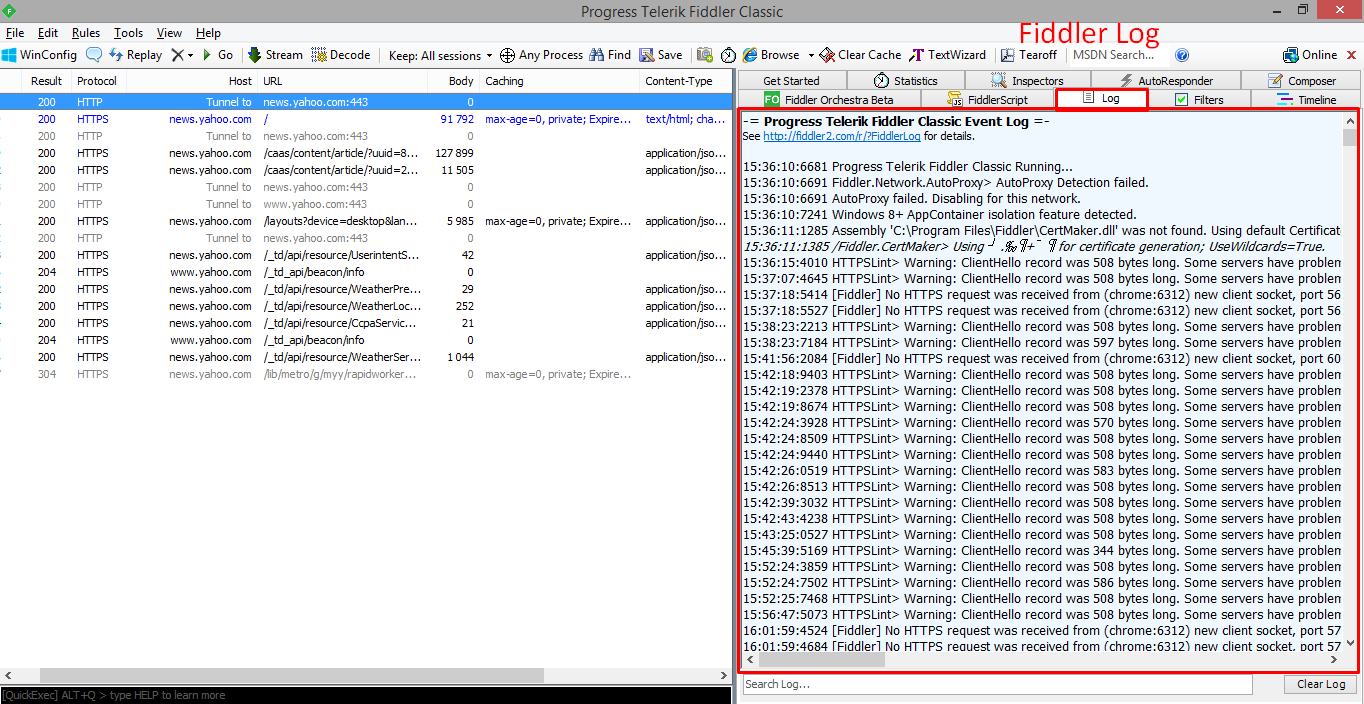 Progress Telerik Fiddler Classic
File Edit Rules Tools View Help
Fiddler Log
WinConfig Replay Go Stream Decode Keep: All sessions Any Process Find Save Browse Clear Cache TextWizard Tearoff MSDN Search... Online
Result Protocol Host URL Body Caching Content-Type
200 HTTP Tunnel to news.yahoo.com:443 0
200 HTTPS news.yahoo.com / 91 792 max-age=0, private; Expire... text/html; cha...
200 HTTP Tunnel to news.yahoo.com:443 0
200 HTTPS news.yahoo.com /caas/content/article/?uuid=8... 127 899 application/jso...
200 HTTPS news.yahoo.com /caas/content/article/?uuid=2... 11 505 application/jso...
200 HTTP Tunnel to news.yahoo.com:443 0
200 HTTP Tunnel to www.yahoo.com:443 0
200 HTTPS news.yahoo.com /layouts?device=desktop&lan... 5 985 max-age=0, private; Expire... application/jso...
200 HTTP Tunnel to news.yahoo.com:443 0
200 HTTPS news.yahoo.com /_td/api/resource/UserintentS... 42 application/jso...
204 HTTPS www.yahoo.com /_td_api/beacon/info 0
200 HTTPS news.yahoo.com /_td/api/resource/WeatherPre... 29 application/jso...
200 HTTPS news.yahoo.com /_td/api/resource/WeatherLoc... 252 application/jso...
200 HTTPS news.yahoo.com /_td/api/resource/CcpaServic... 21 application/jso...
204 HTTPS www.yahoo.com /_td_api/beacon/info 0
200 HTTPS news.yahoo.com /_td/api/resource/WeatherSer... 1 044 application/jso...
304 HTTPS news.yahoo.com /lib/metro/g/myy/rapidworker... 0 max-age=0, private; Expire...
[QuickExec] ALT+Q > type HELP to learn more
Get Started Statistics Inspectors AutoResponder Composer
FO Fiddler Orchestra Beta FiddlerScript Log Filters Timeline
-= Progress Telerik Fiddler Classic Event Log =-
See http://fiddler2.com/r/?FiddlerLog for details.
15:36:10:6681 Progress Telerik Fiddler Classic Running...
15:36:10:6691 Fiddler.Network.AutoProxy> AutoProxy Detection failed.
15:36:10:6691 AutoProxy failed. Disabling for this network.
15:36:10:7241 Windows 8+ AppContainer isolation feature detected.
15:36:11:1285 Assembly 'C:\Program Files\Fiddler\CertMaker.dll' was not found. Using default Certificate
15:36:11:1385 /Fiddler.CertMaker> Using for certificate generation; UseWildcards=True.
15:36:15:4010 HTTPSLint> Warning: ClientHello record was 508 bytes long. Some servers have problem
15:37:07:4645 HTTPSLint> Warning: ClientHello record was 508 bytes long. Some servers have problem
15:37:18:5414 [Fiddler] No HTTPS request was received from (chrome:6312) new client socket, port 56
15:37:18:5527 [Fiddler] No HTTPS request was received from (chrome:6312) new client socket, port 56
15:38:23:2213 HTTPSLint> Warning: ClientHello record was 508 bytes long. Some servers have problem
15:38:23:7184 HTTPSLint> Warning: ClientHello record was 597 bytes long. Some servers have problem
15:41:56:2084 [Fiddler] No HTTPS request was received from (chrome:6312) new client socket, port 60
15:42:18:9403 HTTPSLint> Warning: ClientHello record was 508 bytes long. Some servers have problem
15:42:19:2378 HTTPSLint> Warning: ClientHello record was 508 bytes long. Some servers have problem
15:42:19:8674 HTTPSLint> Warning: ClientHello record was 508 bytes long. Some servers have problem
15:42:24:3928 HTTPSLint> Warning: ClientHello record was 570 bytes long. Some servers have problem
15:42:24:8509 HTTPSLint> Warning: ClientHello record was 508 bytes long. Some servers have problem
15:42:24:9440 HTTPSLint> Warning: ClientHello record was 508 bytes long. Some servers have problem
15:42:26:0519 HTTPSLint> Warning: ClientHello record was 583 bytes long. Some servers have problem
15:42:26:8513 HTTPSLint> Warning: ClientHello record was 508 bytes long. Some servers have problem
15:42:39:3032 HTTPSLint> Warning: ClientHello record was 508 bytes long. Some servers have problem
15:42:43:4238 HTTPSLint> Warning: ClientHello record was 508 bytes long. Some servers have problem
15:43:25:0527 HTTPSLint> Warning: ClientHello record was 508 bytes long. Some servers have problem
15:45:39:5169 HTTPSLint> Warning: ClientHello record was 344 bytes long. Some servers have problem
15:52:24:3859 HTTPSLint> Warning: ClientHello record was 508 bytes long. Some servers have problem
15:52:24:7502 HTTPSLint> Warning: ClientHello record was 586 bytes long. Some servers have problem
15:52:25:7468 HTTPSLint> Warning: ClientHello record was 508 bytes long. Some servers have problem
15:56:47:5073 HTTPSLint> Warning: ClientHello record was 508 bytes long. Some servers have problem
16:01:59:4524 [Fiddler] No HTTPS request was received from (chrome:6312) new client socket, port 57
16:01:59:4684 [Fiddler] No HTTPS request was received from (chrome:6312) new client socket, port 57
Search Log... Clear Log